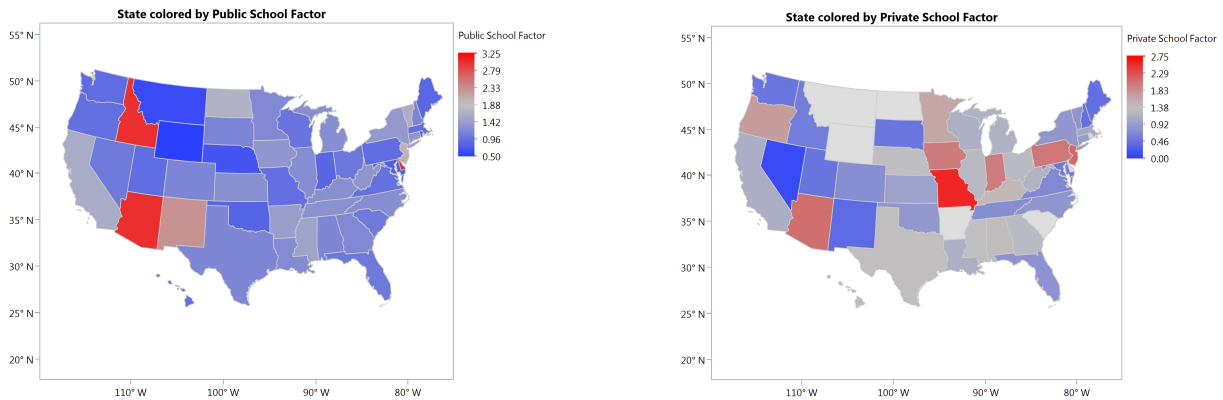 State colored by Public School Factor
Public School Factor
3.25
2.79
2.33
1.88
1.42
0.96
0.50
55° N
50° N
45° N
40° N
35° N
30° N
25° N
20° N
110° W
100° W
90° W
80° W
State colored by Private School Factor
Private School Factor
2.75
2.29
1.83
1.38
0.92
0.46
0.00
55° N
50° N
45° N
40° N
35° N
30° N
25° N
20° N
110° W
100° W
90° W
80° W